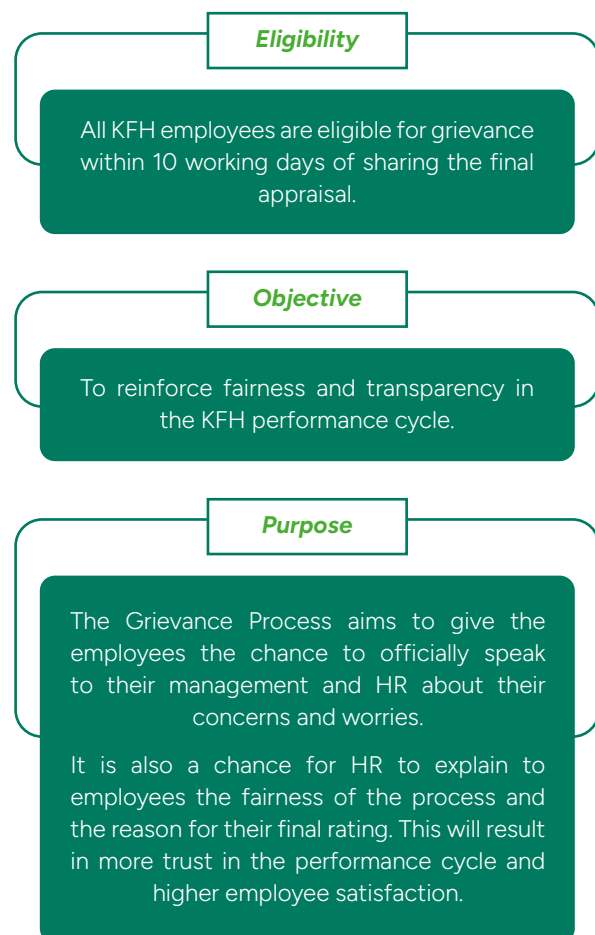 Eligibility
All KFH employees are eligible for grievance
within 10 working days of sharing the final
appraisal.
Objective
To reinforce fairness and transparency in
the KFH performance cycle.
Purpose
The Grievance Process aims to give the
employees the chance to officially speak
to their management and HR about their
concerns and worries.
It is also a chance for HR to explain to
employees the fairness of the process and
the reason for their final rating. This will result
in more trust in the performance cycle and
higher employee satisfaction.